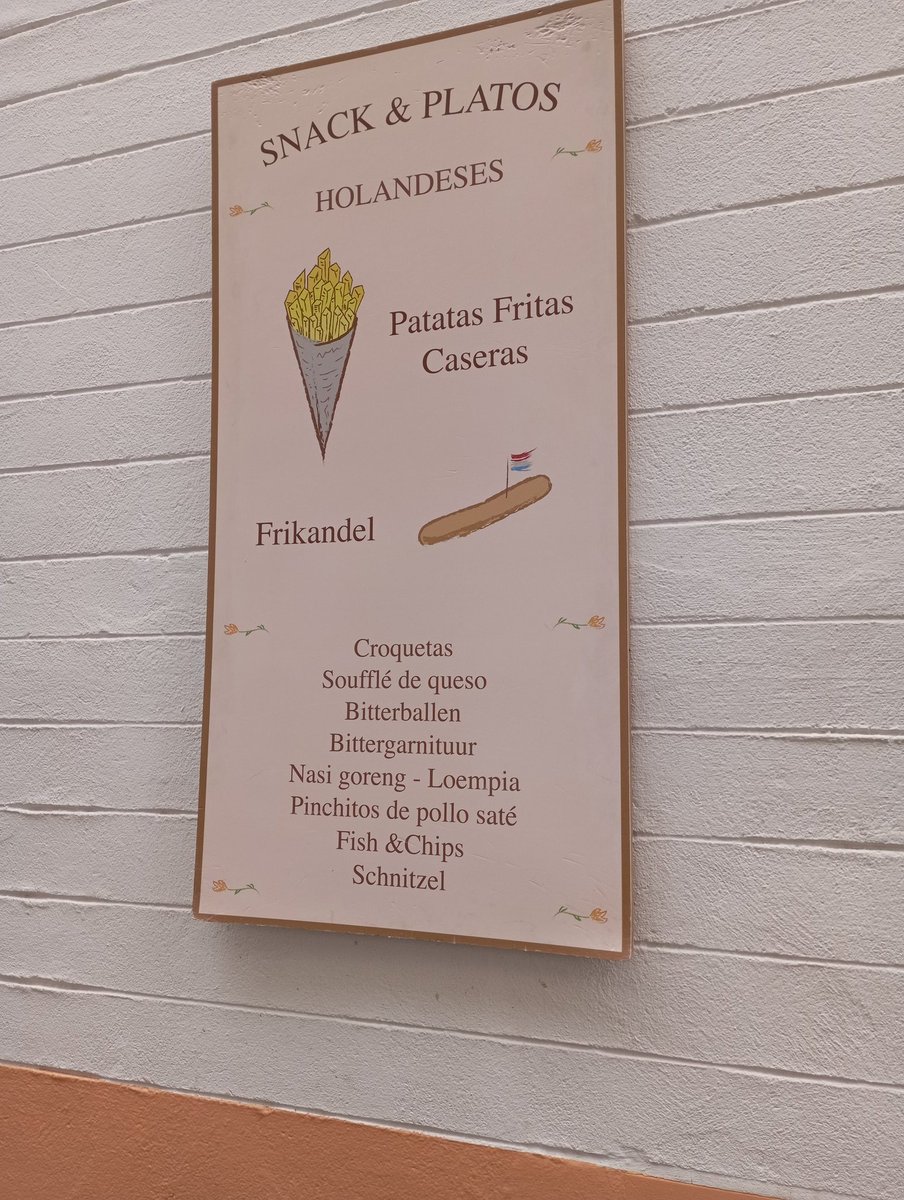 SNACK & PLATOS
HOLANDESES
Patatas Fritas
Caseras
Frikandel
Croquetas
Soufflé de queso
Bitterballen
Bittergarnituur
Nasi goreng - Loempia
Pinchitos de pollo saté
Fish &Chips
Schnitzel